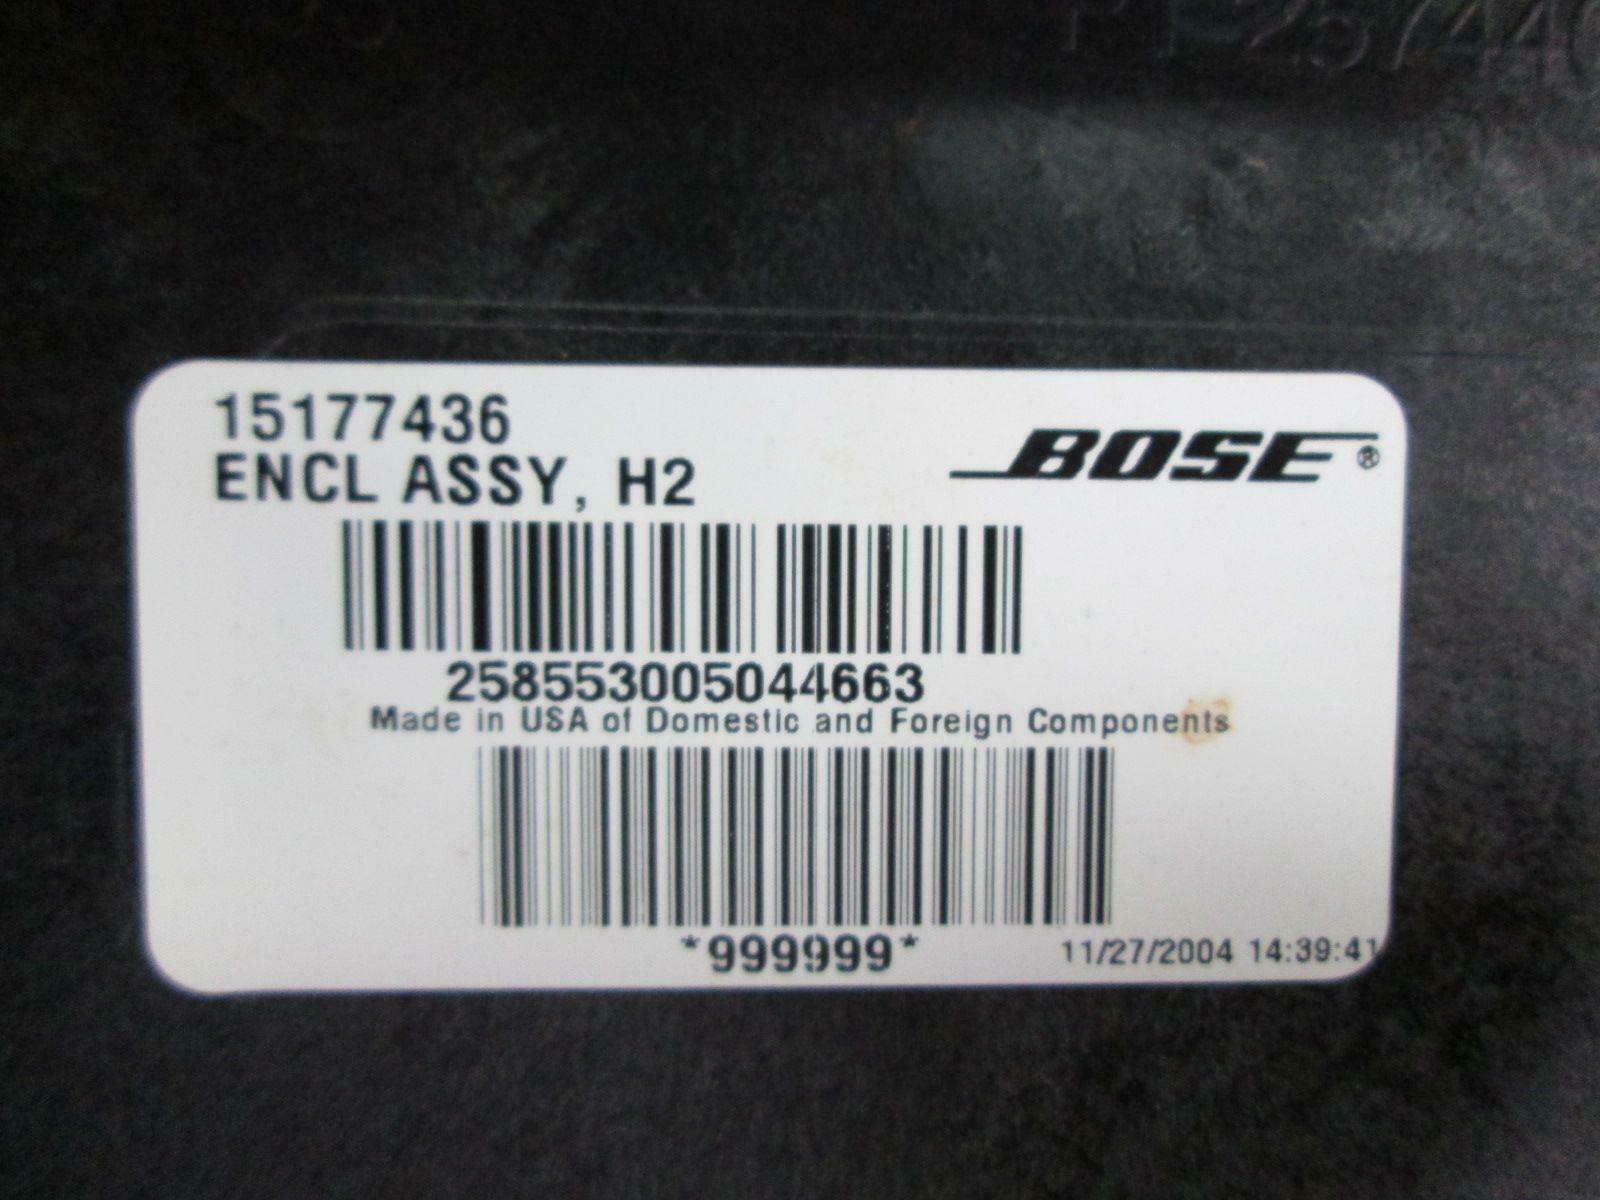 15177436
ENCL ASSY, H2
BOSE®
258553005044663
Made in USA of Domestic and Foreign Components
*999999*
11/27/2004 14:39:41